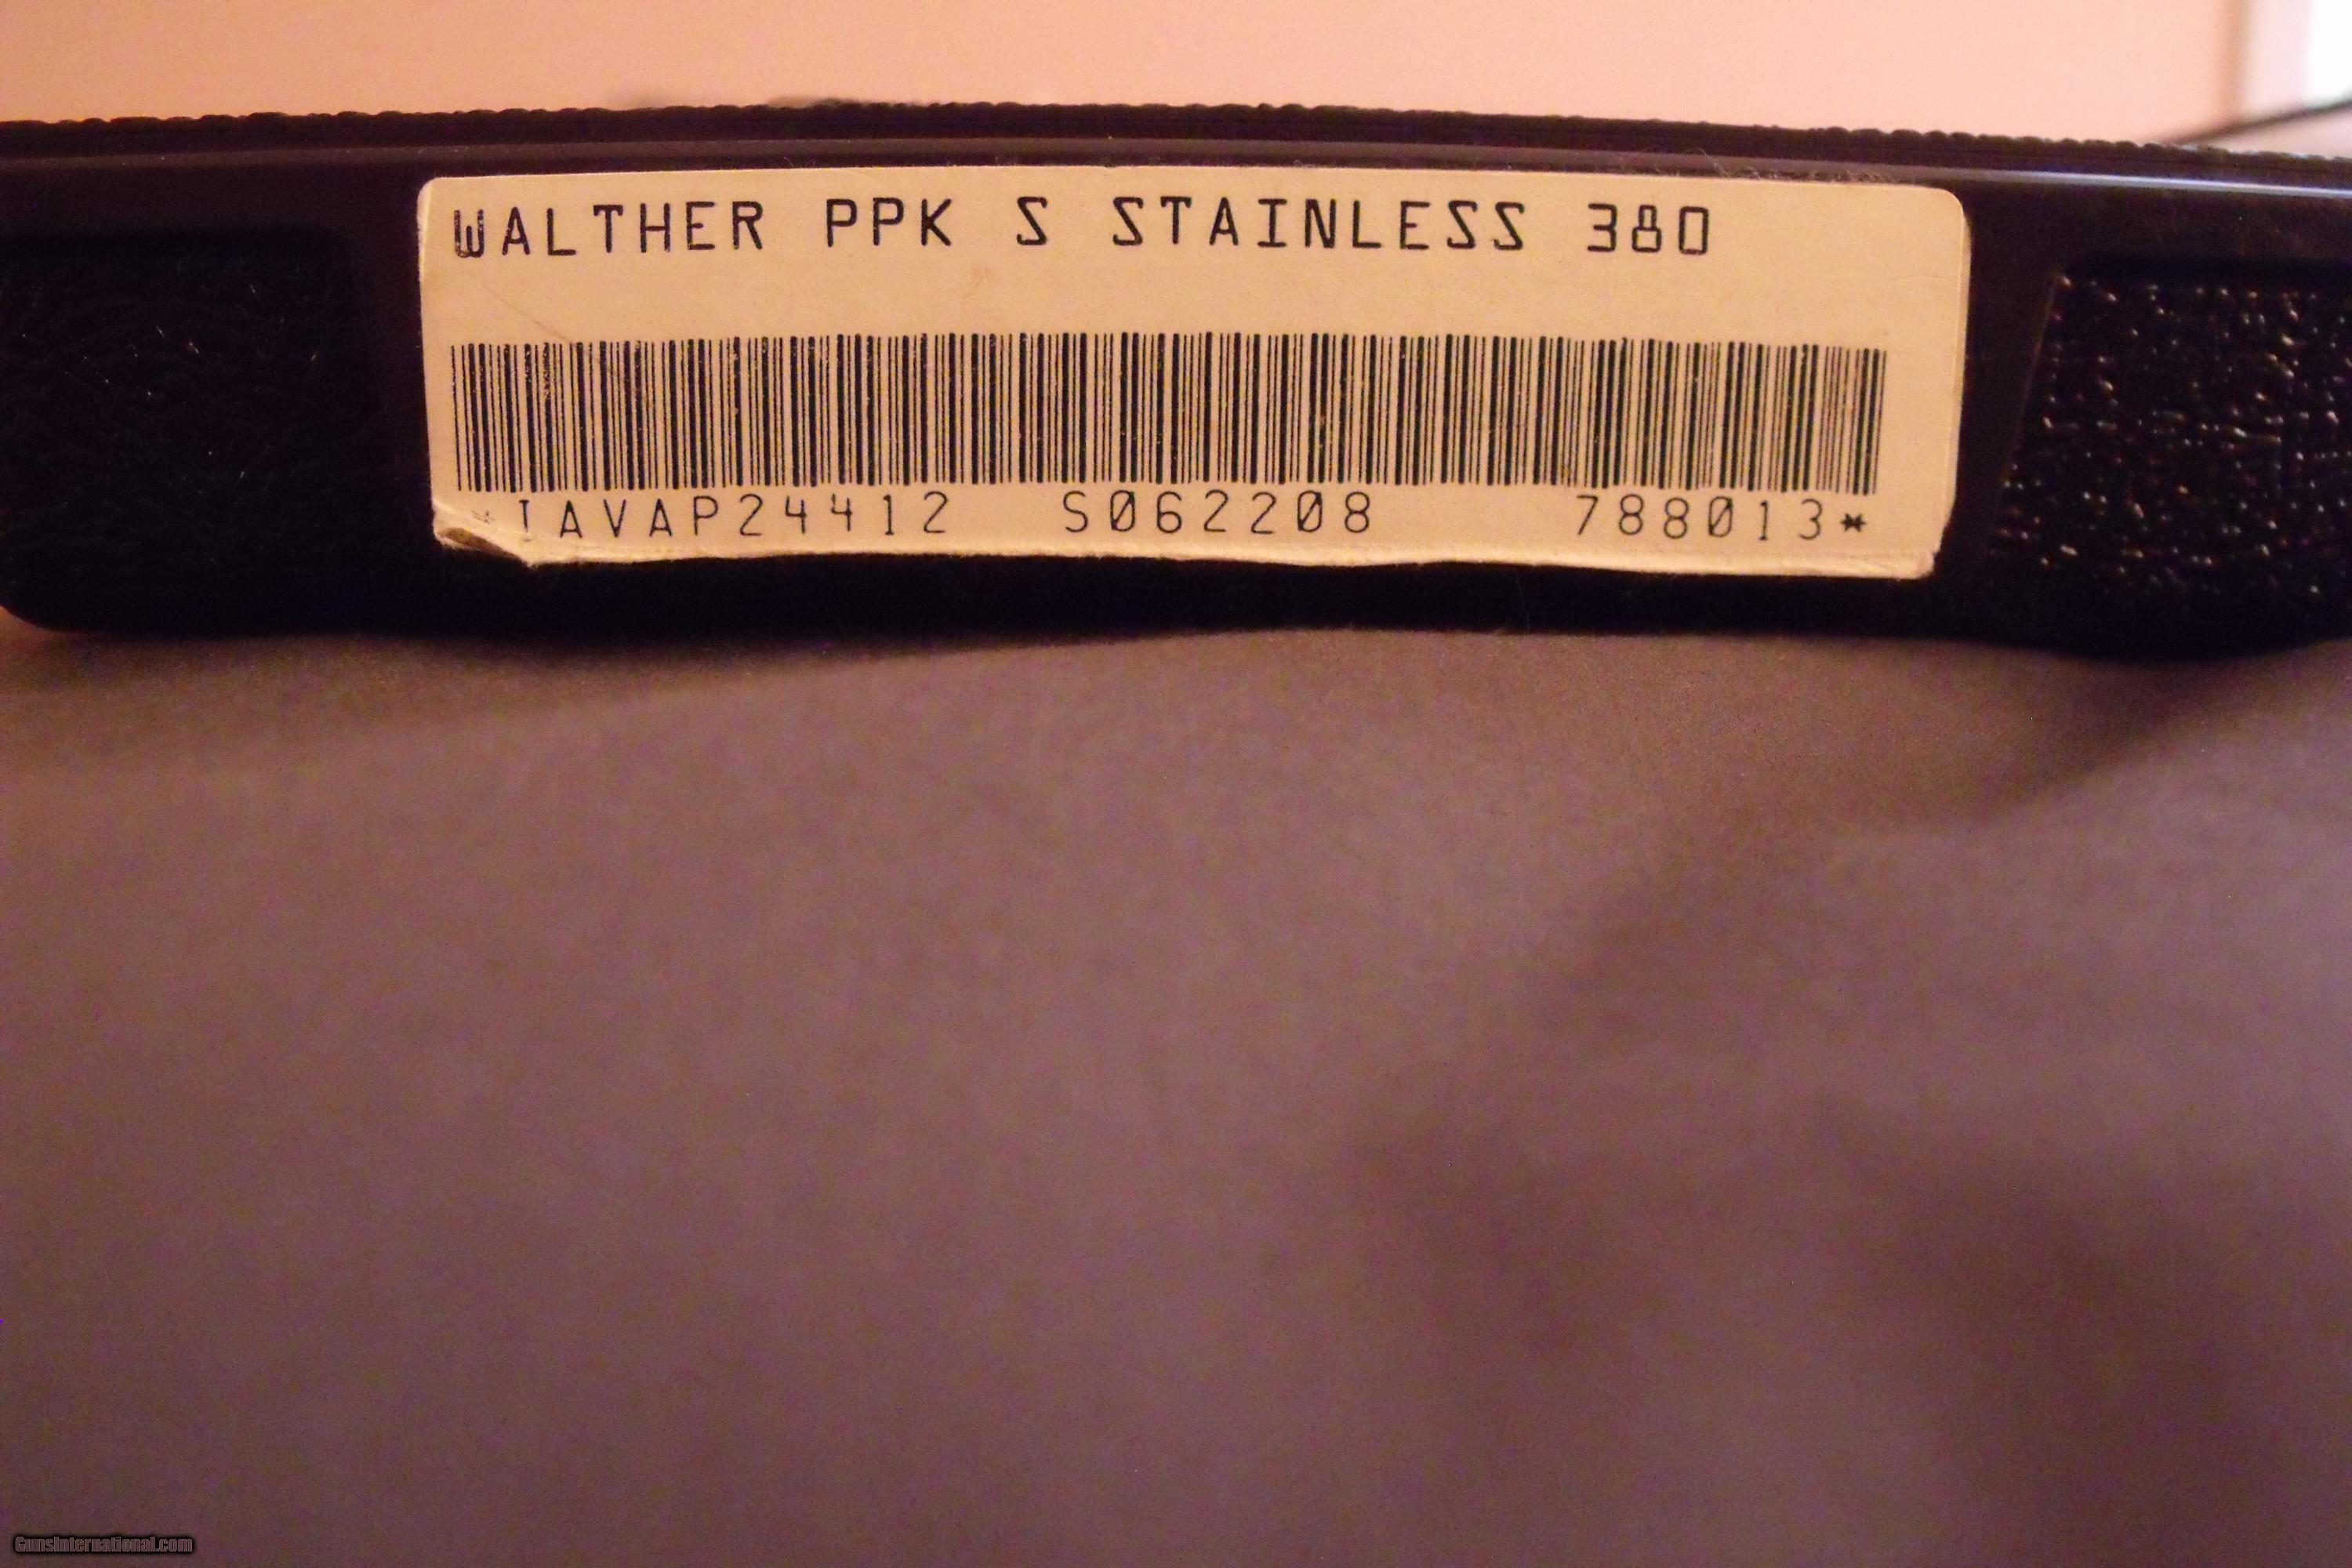 WALTHER PPK S STAINLESS 380
*IAVAP24412 S062208 788013*
GunsInternational.com